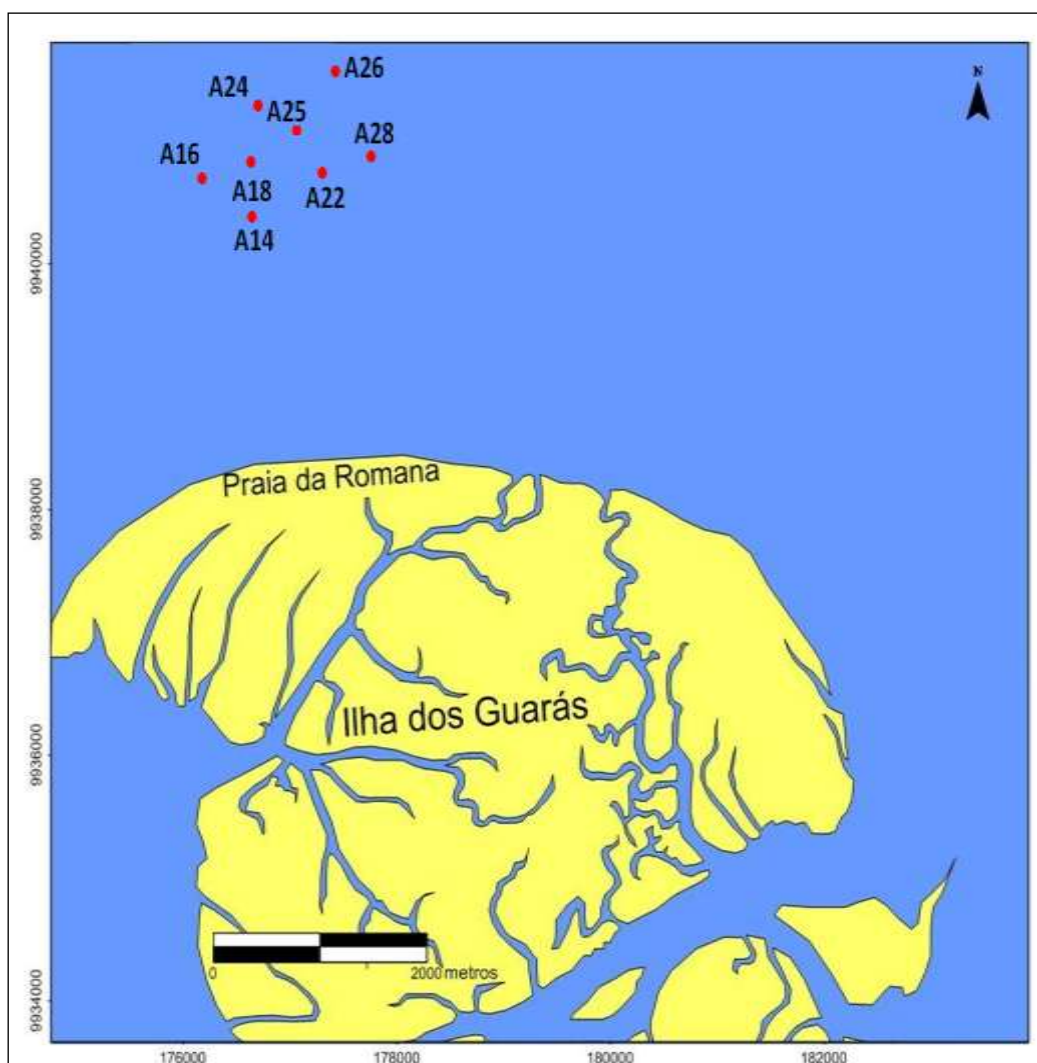 N
A26
A24
A25
A28
A16
A18
A22
A14
9940000
Praia da Romana
9938000
Ilha dos Guarás
9936000
0
2000 metros
9934000
176000
178000
180000
182000